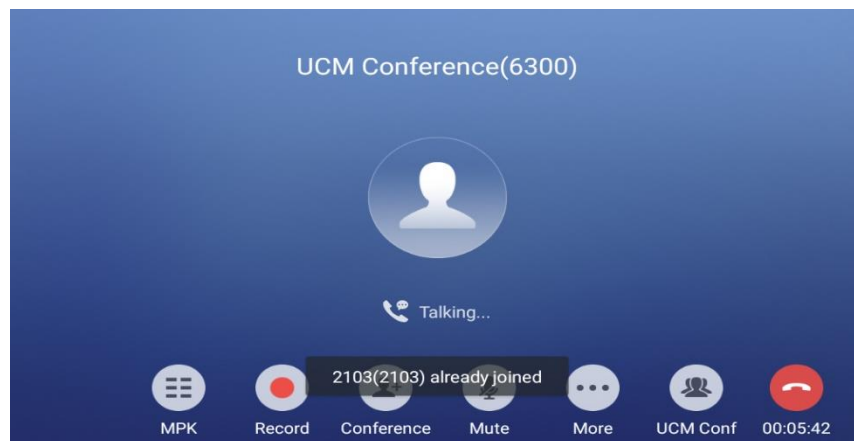 UCM Conference(6300)
Talking...
2103(2103) already joined
MPK Record Conference Mute More UCM Conf 00:05:42